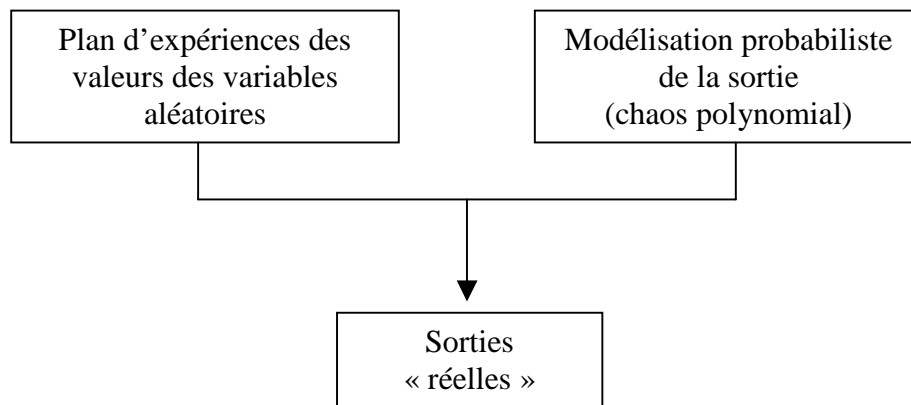 Plan d’expériences des
valeurs des variables
aléatoires
Modélisation probabiliste
de la sortie
(chaos polynomial)
Sorties
« réelles »